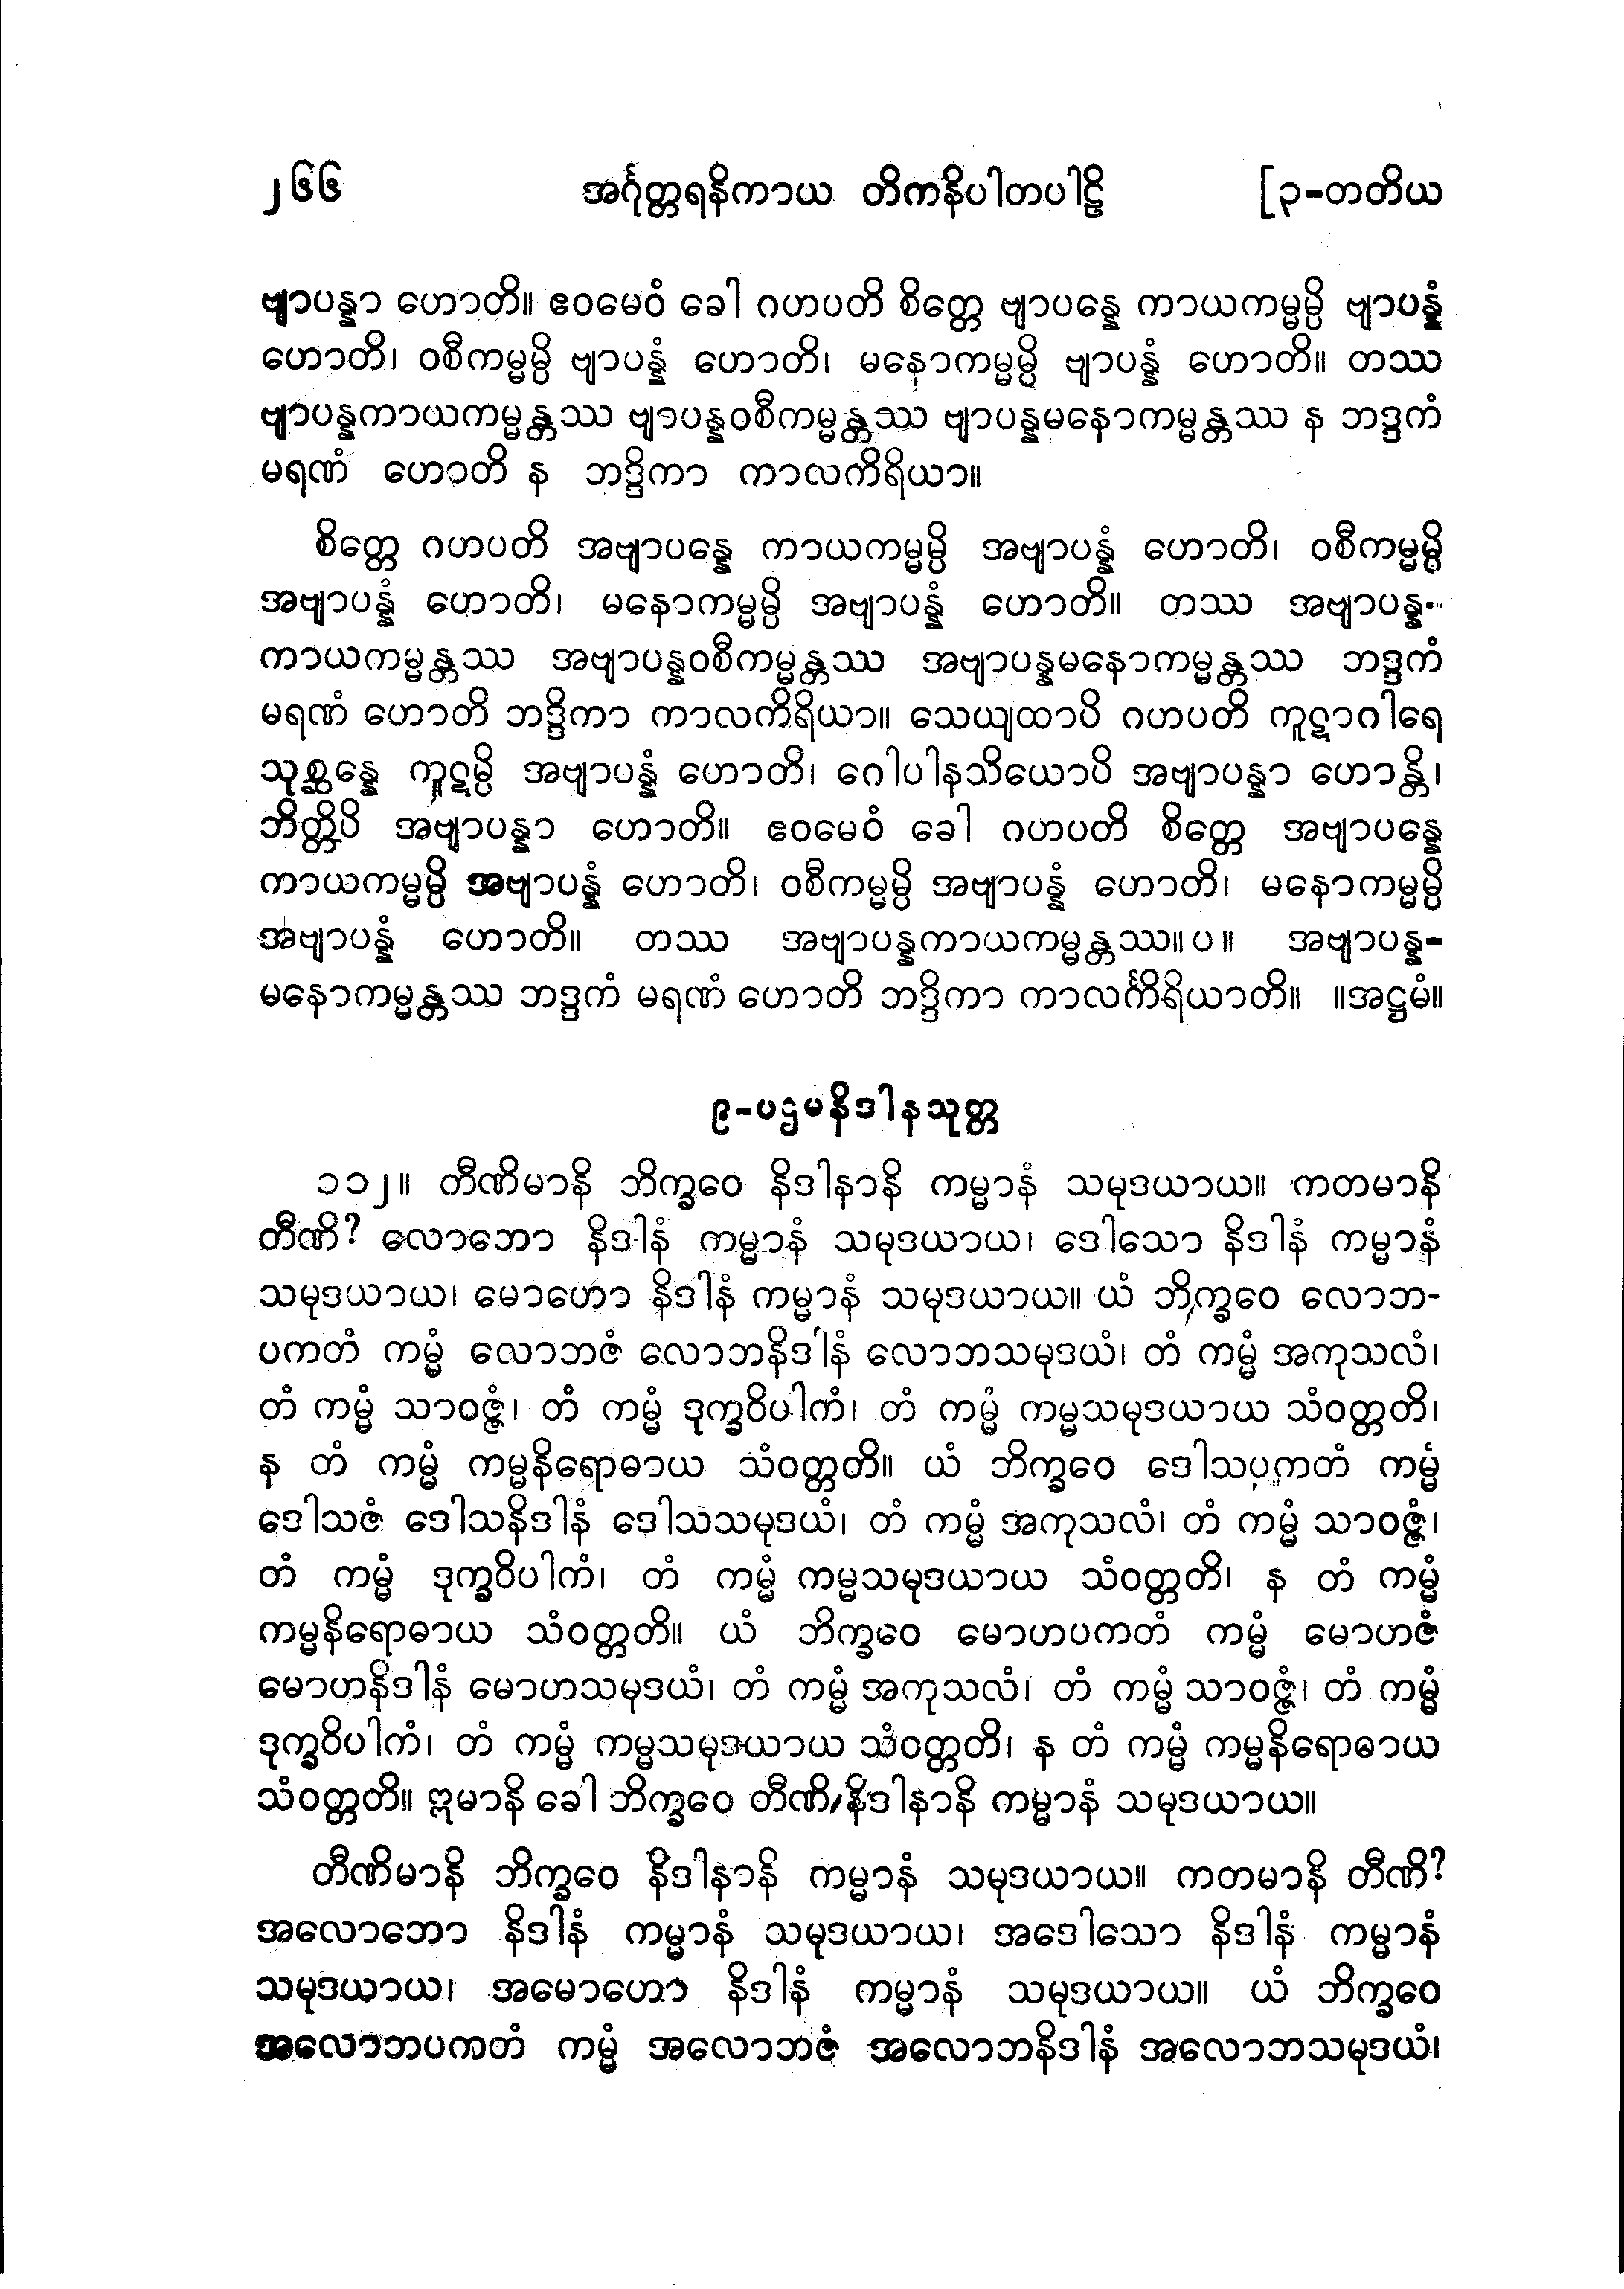 ၂၆၆ အင်္ဂုတ္တရနိကာယ တိကနိပါတပါဠိ [၃-တတိယ
ဗျာပန္နာ ဟောတိ။ ဧဝမေဝံ ခေါ ဂဟပတိ စိတ္တေ ဗျာပန္နေ ကာယကမ္မမ္ပိ ဗျာပန္နံ
ဟောတိ၊ ဝစီကမ္မမ္ပိ ဗျာပန္နံ ဟောတိ၊ မနောကမ္မမ္ပိ ဗျာပန္နံ ဟောတိ။ တဿ
ဗျာပန္နကာယကမ္မန္တဿ ဗျာပန္နဝစီကမ္မန္တဿ ဗျာပန္နမနောကမ္မန္တဿ န ဘဒ္ဒကံ
မရဏံ ဟောတိ န ဘဒ္ဒိကာ ကာလကိရိယာ။
စိတ္တေ ဂဟပတိ အဗျာပန္နေ ကာယကမ္မမ္ပိ အဗျာပန္နံ ဟောတိ၊ ဝစီကမ္မမ္ပိ
အဗျာပန္နံ ဟောတိ၊ မနောကမ္မမ္ပိ အဗျာပန္နံ ဟောတိ။ တဿ အဗျာပန္န-
ကာယကမ္မန္တဿ အဗျာပန္နဝစီကမ္မန္တဿ အဗျာပန္နမနောကမ္မန္တဿ ဘဒ္ဒကံ
မရဏံ ဟောတိ ဘဒ္ဒိကာ ကာလကိရိယာ။ သေယျထာပိ ဂဟပတိ ကူဋာဂါရေ
သုစ္ဆန္နေ ကူဋမ္ပိ အဗျာပန္နံ ဟောတိ၊ ဂေါပါနသိယောပိ အဗျာပန္နာ ဟောန္တိ၊
ဘိတ္တိပိ အဗျာပန္နာ ဟောတိ။ ဧဝမေဝံ ခေါ ဂဟပတိ စိတ္တေ အဗျာပန္နေ
ကာယကမ္မမ္ပိ အဗျာပန္နံ ဟောတိ၊ ဝစီကမ္မမ္ပိ အဗျာပန္နံ ဟောတိ၊ မနောကမ္မမ္ပိ
အဗျာပန္နံ ဟောတိ။ တဿ အဗျာပန္နကာယကမ္မန္တဿ။ပ။ အဗျာပန္န-
မနောကမ္မန္တဿ ဘဒ္ဒကံ မရဏံ ဟောတိ ဘဒ္ဒိကာ ကာလင်္ကိရိယာတိ။ ။အဋ္ဌမံ။
၉-ပဌမနိဒါနသုတ္တ
၁၁၂။ တီဏိမာနိ ဘိက္ခဝေ နိဒါနာနိ ကမ္မာနံ သမုဒယာယ။ ကတမာနိ
တီဏိ? လောဘော နိဒါနံ ကမ္မာနံ သမုဒယာယ၊ ဒေါသော နိဒါနံ ကမ္မာနံ
သမုဒယာယ၊ မောဟော နိဒါနံ ကမ္မာနံ သမုဒယာယ။ ယံ ဘိက္ခဝေ လောဘ-
ပကတံ ကမ္မံ လောဘဇံ လောဘနိဒါနံ လောဘသမုဒယံ၊ တံ ကမ္မံ အကုသလံ၊
တံ ကမ္မံ သာဝဇ္ဇံ၊ တံ ကမ္မံ ဒုက္ခဝိပါကံ၊ တံ ကမ္မံ ကမ္မသမုဒယာယ သံဝတ္တတိ၊
န တံ ကမ္မံ ကမ္မနိရောဓာယ သံဝတ္တတိ။ ယံ ဘိက္ခဝေ ဒေါသပကတံ ကမ္မံ
ဒေါသဇံ ဒေါသနိဒါနံ ဒေါသသမုဒယံ၊ တံ ကမ္မံ အကုသလံ၊ တံ ကမ္မံ သာဝဇ္ဇံ၊
တံ ကမ္မံ ဒုက္ခဝိပါကံ၊ တံ ကမ္မံ ကမ္မသမုဒယာယ သံဝတ္တတိ၊ န တံ ကမ္မံ
ကမ္မနိရောဓာယ သံဝတ္တတိ။ ယံ ဘိက္ခဝေ မောဟပကတံ ကမ္မံ မောဟဇံ
မောဟနိဒါနံ မောဟသမုဒယံ၊ တံ ကမ္မံ အကုသလံ၊ တံ ကမ္မံ သာဝဇ္ဇံ၊ တံ ကမ္မံ
ဒုက္ခဝိပါကံ၊ တံ ကမ္မံ ကမ္မသမုဒယာယ သံဝတ္တတိ၊ န တံ ကမ္မံ ကမ္မနိရောဓာယ
သံဝတ္တတိ။ ဣမာနိ ခေါ ဘိက္ခဝေ တီဏိ နိဒါနာနိ ကမ္မာနံ သမုဒယာယ။
တီဏိမာနိ ဘိက္ခဝေ နိဒါနာနိ ကမ္မာနံ သမုဒယာယ။ ကတမာနိ တီဏိ?
အလောဘော နိဒါနံ ကမ္မာနံ သမုဒယာယ၊ အဒေါသော နိဒါနံ ကမ္မာနံ
သမုဒယာယ၊ အမောဟော နိဒါနံ ကမ္မာနံ သမုဒယာယ။ ယံ ဘိက္ခဝေ
အလောဘပကတံ ကမ္မံ အလောဘဇံ အလောဘနိဒါနံ အလောဘသမုဒယံ၊